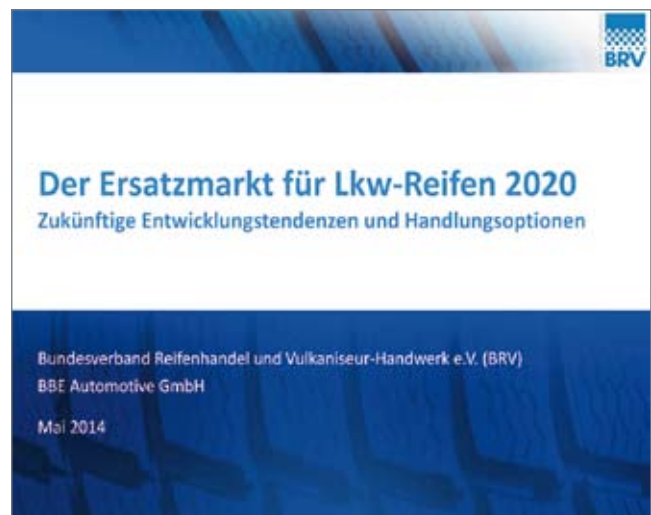 BRV
Der Ersatzmarkt für Lkw-Reifen 2020
Zukünftige Entwicklungstendenzen und Handlungsoptionen
Bundesverband Reifenhandel und Vulkaniseur-Handwerk e.V. (BRV)
BBE Automotive GmbH
Mai 2014